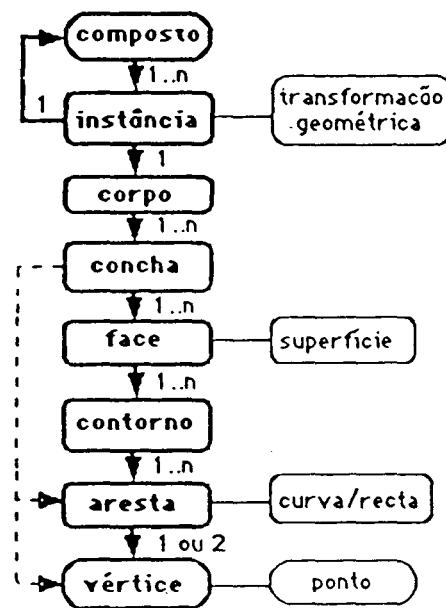 composto
1..n
1
instância
transformação
geométrica
1
corpo
1..n
concha
1..n
face
superfície
1..n
contorno
1..n
aresta
curva/recta
1 ou 2
vértice
ponto